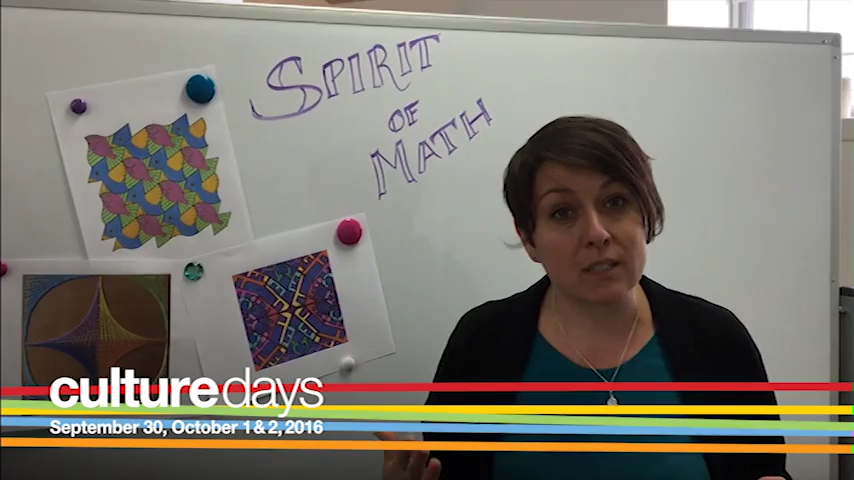 SPIRIT
OF
MATH
culturedays
September 30, October 1 & 2, 2016